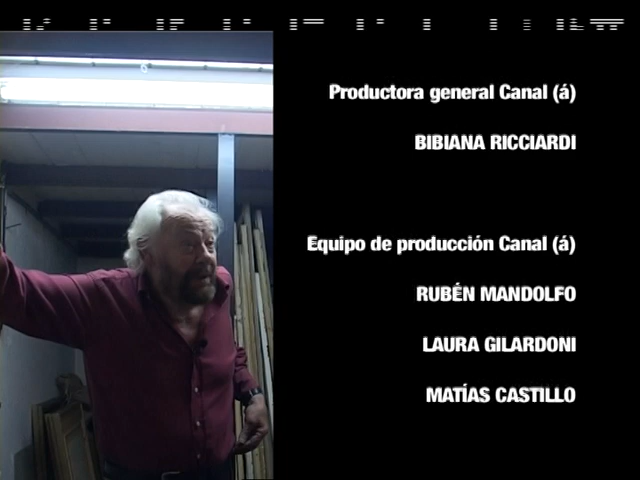 Productora general Canal (á)
BIBIANA RICCIARDI
Equipo de producción Canal (á)
RUBÉN MANDOLFO
LAURA GILARDONI
MATÍAS CASTILLO